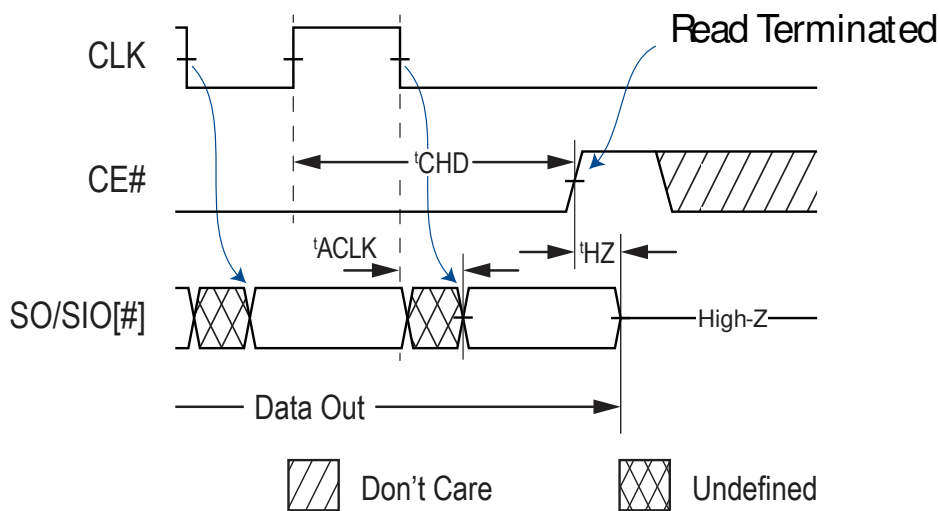 Read Terminated
CLK
tCHD
CE#
tACLK
tHZ
SO/SIO[#]
High-Z
Data Out
Don't Care
Undefined